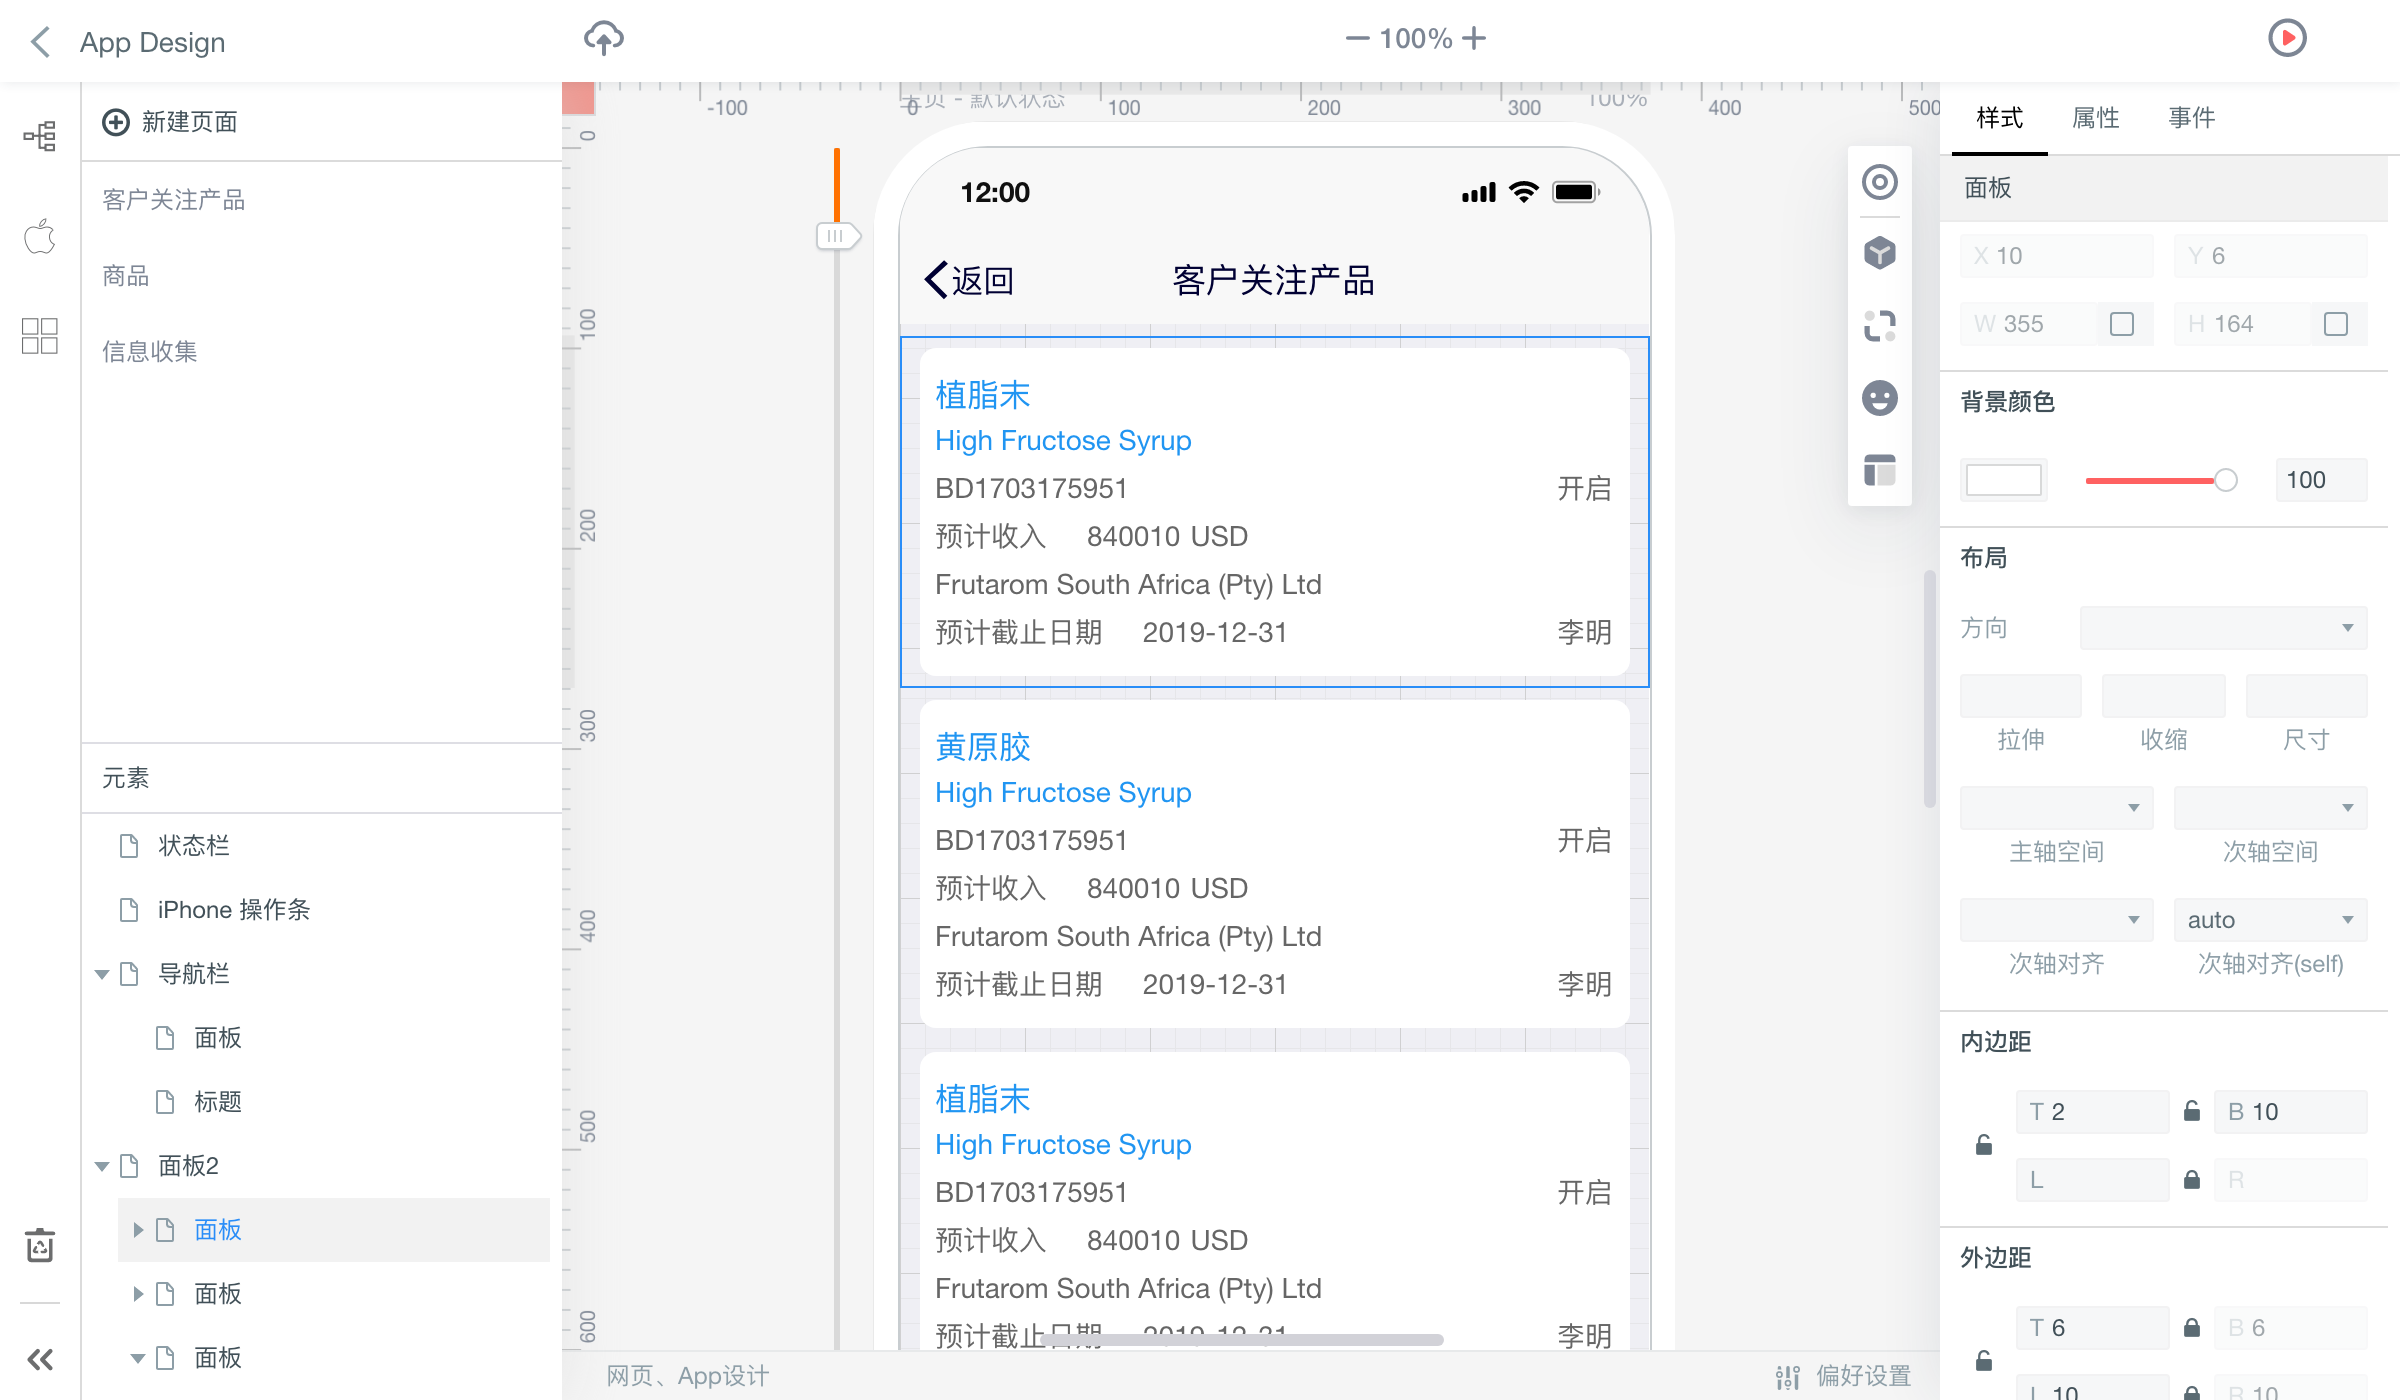 App Design
100%
新建页面
客户关注产品
商品
信息收集
元素
状态栏
iPhone 操作条
导航栏
面板
标题
面板2
面板
面板
面板
-100
0
100
200
300
400
500
主页 - 默认状态
100%
0
100
200
300
400
500
600
12:00
返回
客户关注产品
植脂末
High Fructose Syrup
BD1703175951 开启
预计收入 840010 USD
Frutarom South Africa (Pty) Ltd
预计截止日期 2019-12-31 李明
黄原胶
High Fructose Syrup
BD1703175951 开启
预计收入 840010 USD
Frutarom South Africa (Pty) Ltd
预计截止日期 2019-12-31 李明
植脂末
High Fructose Syrup
BD1703175951 开启
预计收入 840010 USD
Frutarom South Africa (Pty) Ltd
预计截止日期 2019-12-31 李明
网页、App设计
偏好设置
样式 属性 事件
面板
X 10 Y 6
W 355 H 164
背景颜色
100
布局
方向
拉伸 收缩 尺寸
主轴空间 次轴空间
auto
次轴对齐 次轴对齐(self)
内边距
T 2 B 10
L R
外边距
T 6 B 6
L 10 R 10